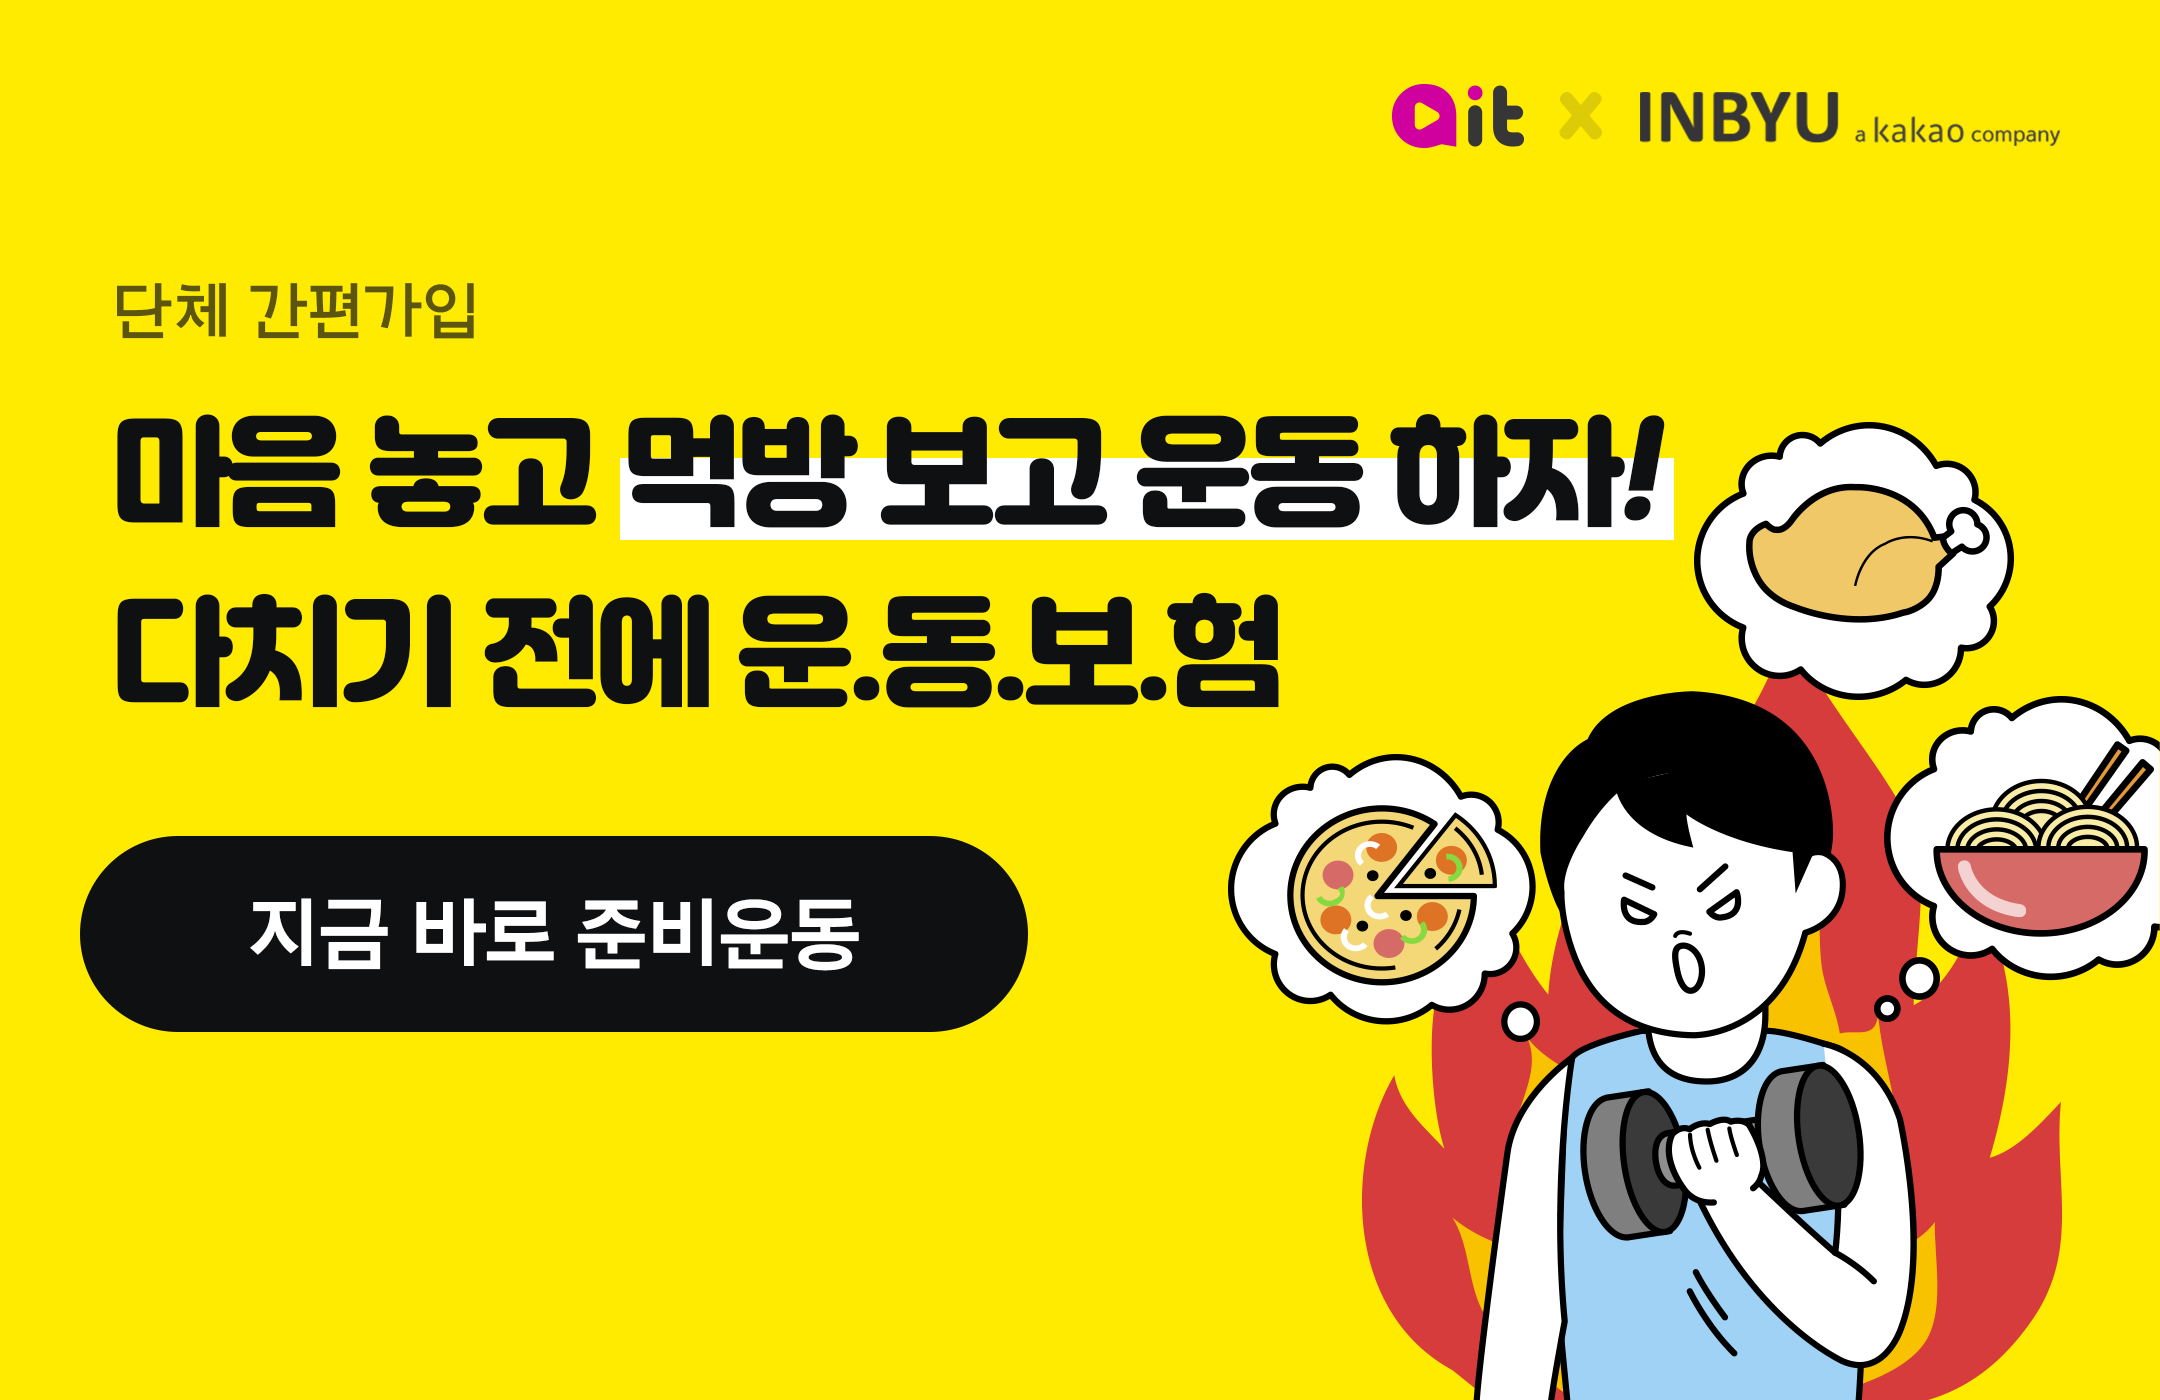 ait x INBYU a kakao company
단체 간편가입
마음 놓고 먹방 보고 운동 하자!
다치기 전에 운.동.보.험
지금 바로 준비운동